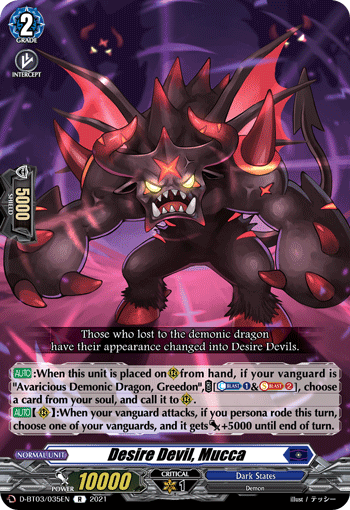 2
GRADE
INTERCEPT
5000
SHIELD
Those who lost to the demonic dragon
have their appearance changed into Desire Devils.
AUTO:When this unit is placed on from hand, if your vanguard is
"Avaricious Demonic Dragon, Greedon", [BLAST 1 & BLAST 2], choose
a card from your soul, and call it to .
AUTO【 】:When your vanguard attacks, if you persona rode this turn,
choose one of your vanguards, and it gets +5000 until end of turn.
NORMAL UNIT
Desire Devil, Mucca
POWER
10000
CRITICAL
1
Dark States
Demon
D-BT03/035EN R 2021
illust / テッシー